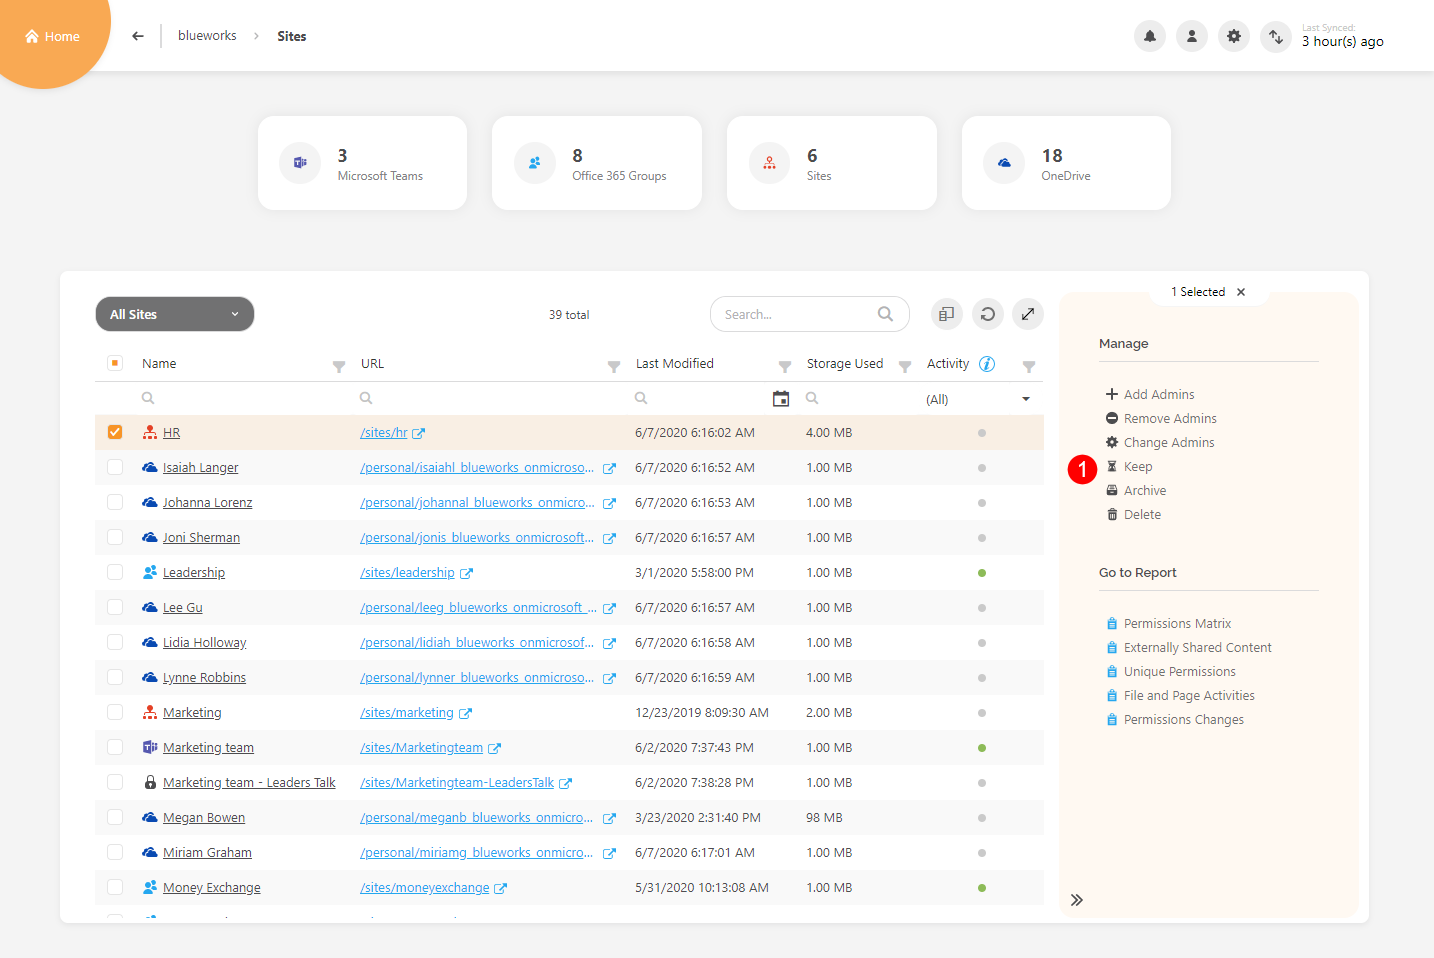 Home
blueworks > Sites
Last Synced:
3 hour(s) ago
3
Microsoft Teams
8
Office 365 Groups
6
Sites
18
OneDrive
All Sites
39 total
Search...
1 Selected
Name URL Last Modified Storage Used Activity
(All)
HR /sites/hr 6/7/2020 6:16:02 AM 4.00 MB
Isaiah Langer /personal/isaiahl_blueworks_onmicroso... 6/7/2020 6:16:52 AM 1.00 MB
Johanna Lorenz /personal/johannal_blueworks_onmicro... 6/7/2020 6:16:53 AM 1.00 MB
Joni Sherman /personal/jonis_blueworks_onmicrosoft... 6/7/2020 6:16:57 AM 1.00 MB
Leadership /sites/leadership 3/1/2020 5:58:00 PM 1.00 MB
Lee Gu /personal/leeg_blueworks_onmicrosoft_... 6/7/2020 6:16:57 AM 1.00 MB
Lidia Holloway /personal/lidiah_blueworks_onmicrosof... 6/7/2020 6:16:58 AM 1.00 MB
Lynne Robbins /personal/lynner_blueworks_onmicroso... 6/7/2020 6:16:59 AM 1.00 MB
Marketing /sites/marketing 12/23/2019 8:09:30 AM 2.00 MB
Marketing team /sites/Marketingteam 6/2/2020 7:37:43 PM 1.00 MB
Marketing team - Leaders Talk /sites/Marketingteam-LeadersTalk 6/2/2020 7:38:28 PM 1.00 MB
Megan Bowen /personal/meganb_blueworks_onmicro... 3/23/2020 2:31:40 PM 98 MB
Miriam Graham /personal/miriamg_blueworks_onmicro... 6/7/2020 6:17:01 AM 1.00 MB
Money Exchange /sites/moneyexchange 5/31/2020 10:13:08 AM 1.00 MB
Manage
Add Admins
Remove Admins
Change Admins
1 Keep
Archive
Delete
Go to Report
Permissions Matrix
Externally Shared Content
Unique Permissions
File and Page Activities
Permissions Changes